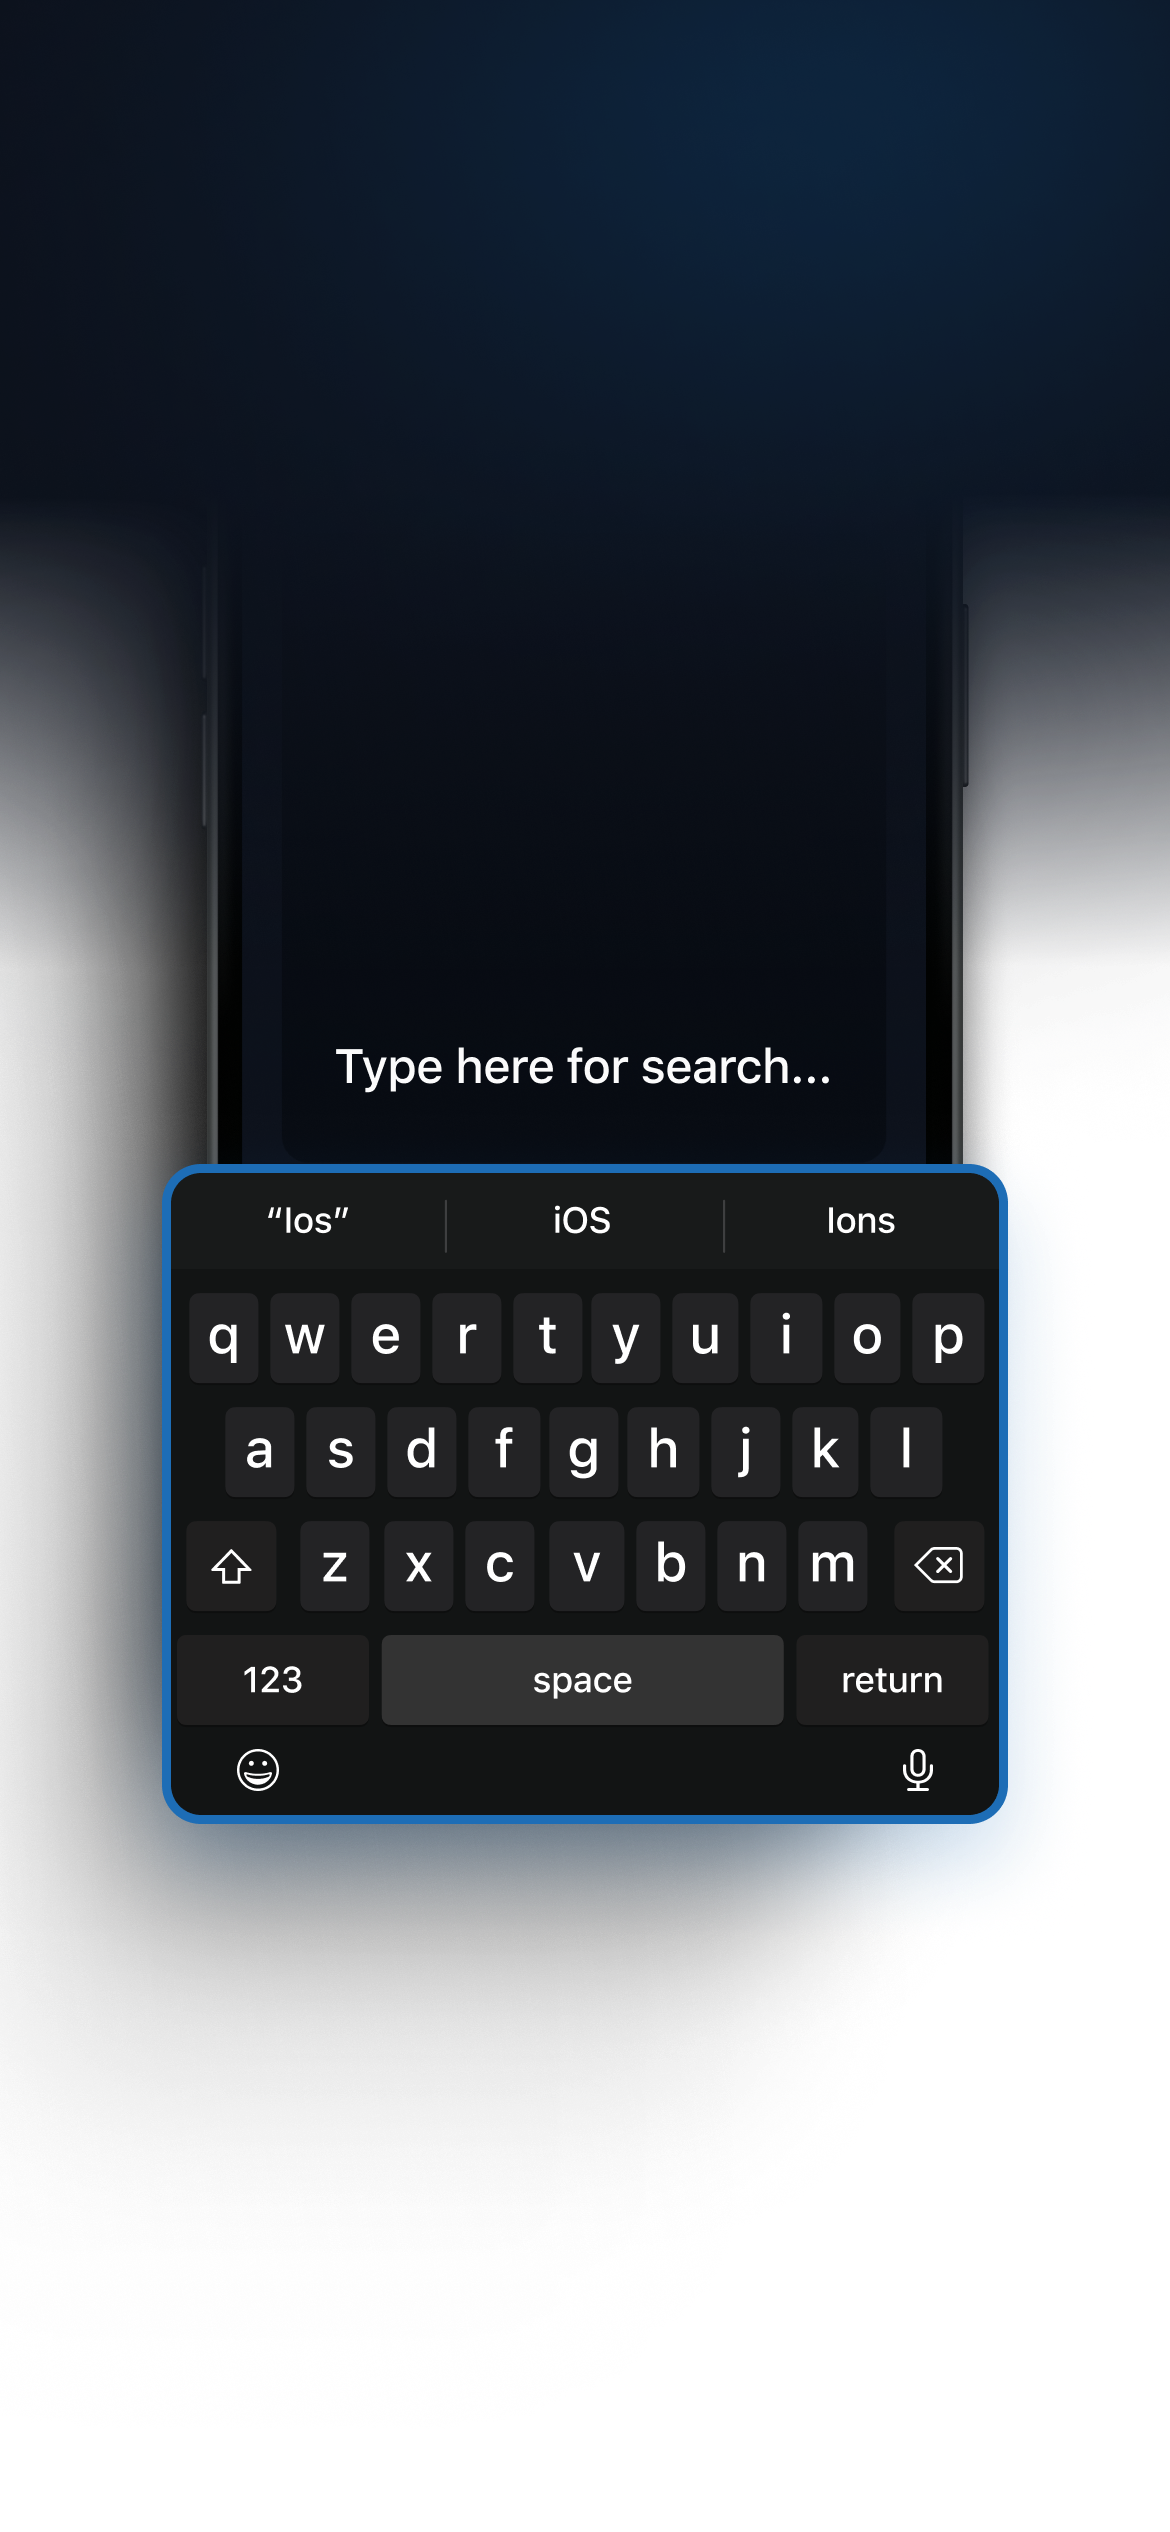 Type here for search...
“Ios” iOS Ions
q w e r t y u i o p
a s d f g h j k l
z x c v b n m
123 space return